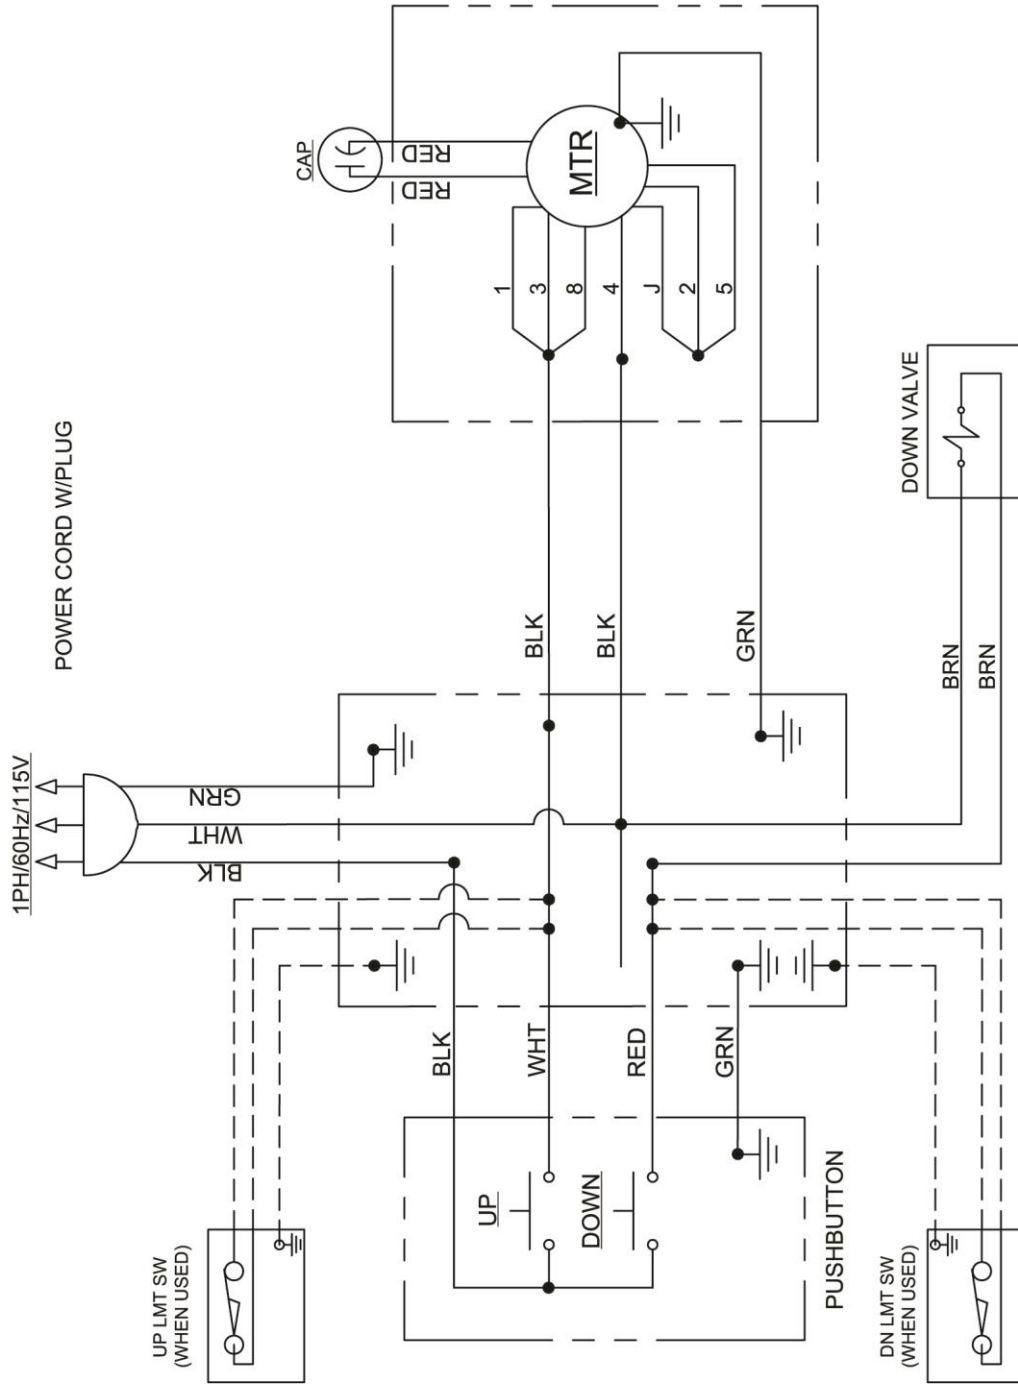 POWER CORD W/PLUG
1PH/60Hz/115V
BLK
WHT
GRN
CAP
RED
RED
MTR
1
3
8
4
J
2
5
BLK
BLK
GRN
DOWN VALVE
BRN
BRN
BLK
WHT
RED
GRN
UP
DOWN
PUSHBUTTON
UP LMT SW
(WHEN USED)
DN LMT SW
(WHEN USED)